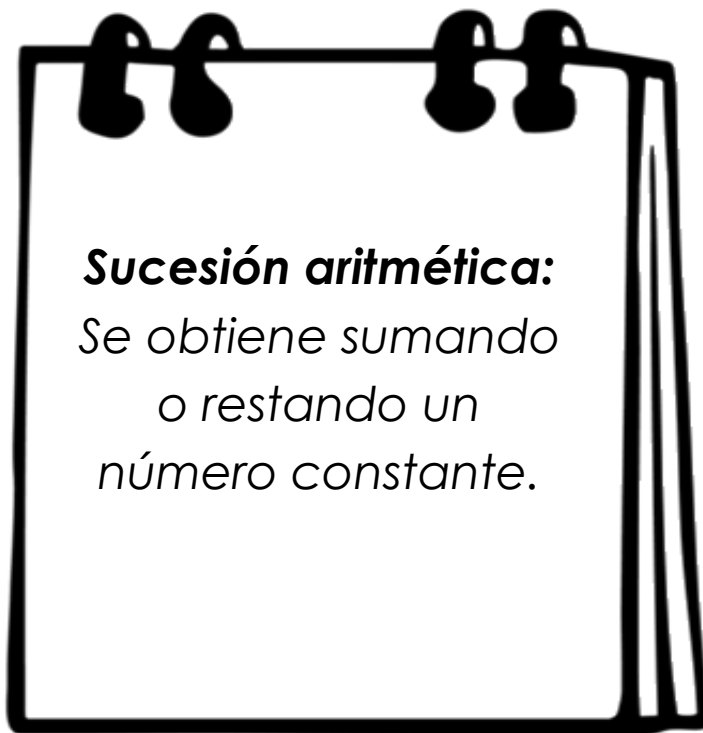 Sucesión aritmética:
Se obtiene sumando
o restando un
número constante.